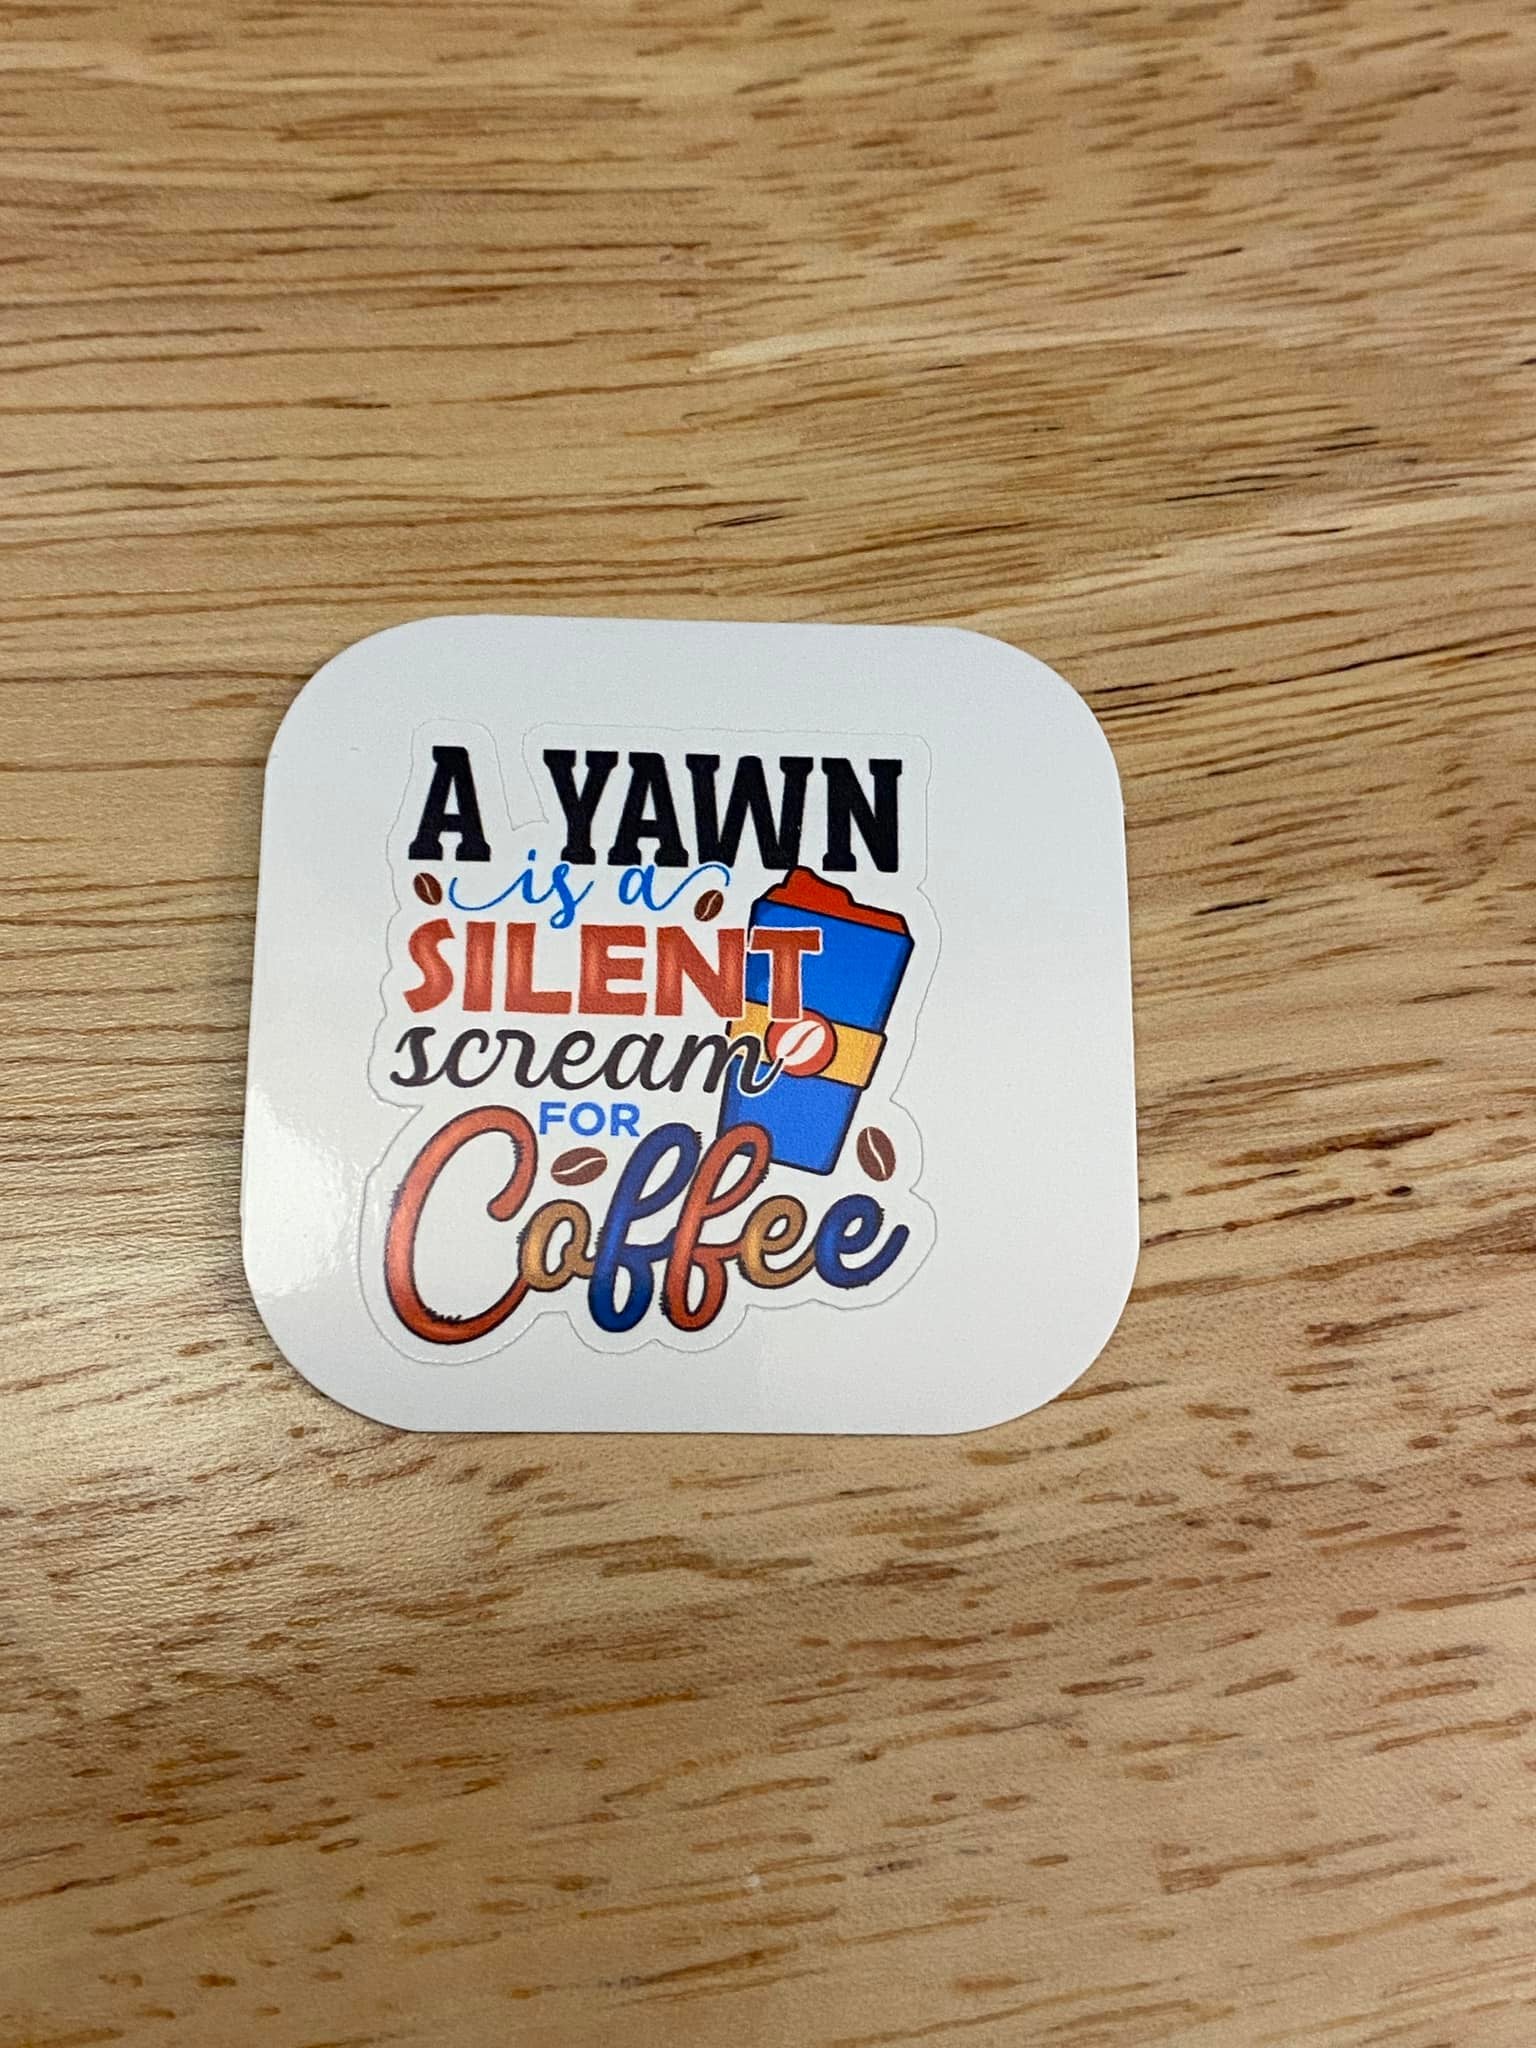 A YAWN
is a
SILENT
scream
FOR
Coffee